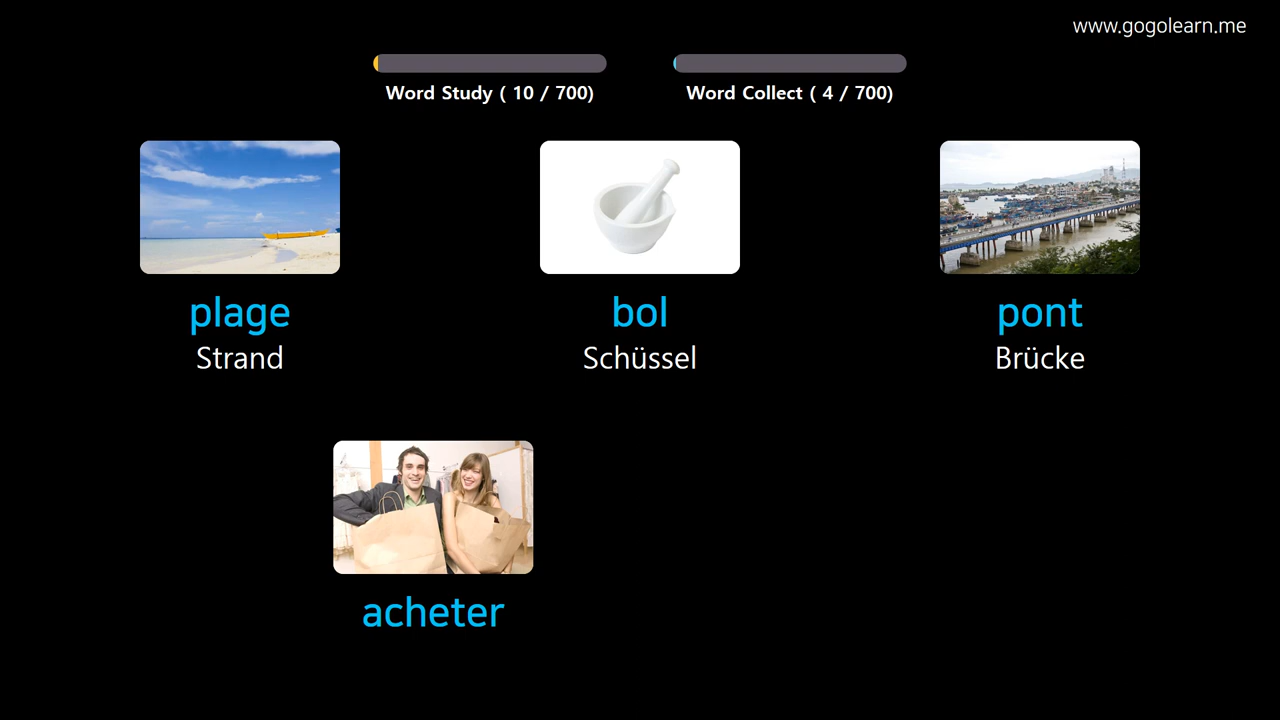 www.gogolearn.me
Word Study ( 10 / 700)
Word Collect ( 4 / 700)
plage
Strand
bol
Schüssel
pont
Brücke
acheter